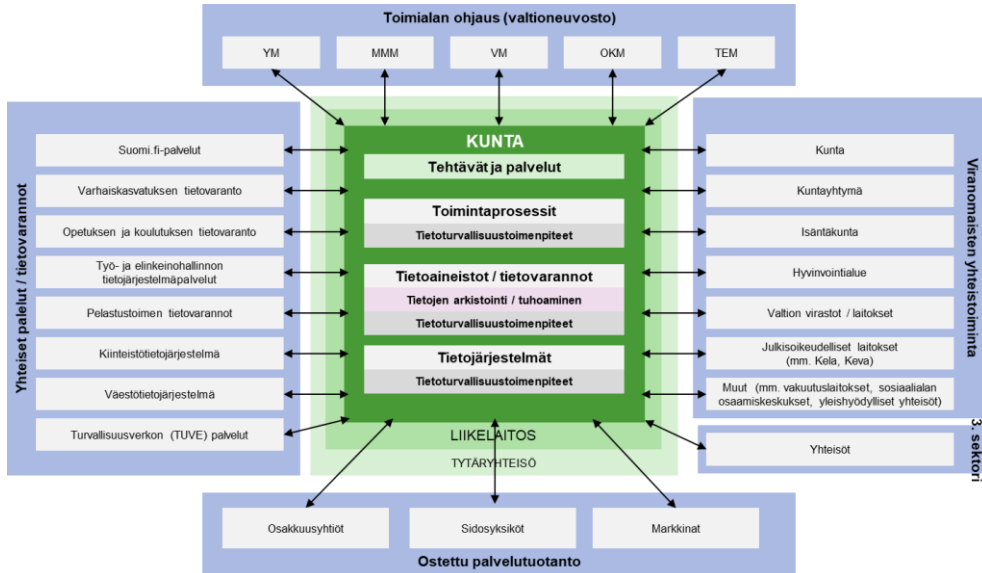 Toimialan ohjaus (valtioneuvosto)
YM
MMM
VM
OKM
TEM
Yhteiset palelut / tietovarannot
Suomi.fi-palvelut
Varhaiskasvatuksen tietovaranto
Opetuksen ja koulutuksen tietovaranto
Työ- ja elinkeinohallinnon
tietojärjestelmäpalvelut
Pelastustoimen tietovarannot
Kiinteistötietojärjestelmä
Väestötietojärjestelmä
Turvallisuusverkon (TUVE) palvelut
KUNTA
Tehtävät ja palvelut
Toimintaprosessit
Tietoturvallisuustoimenpiteet
Tietoaineistot / tietovarannot
Tietojen arkistointi / tuhoaminen
Tietoturvallisuustoimenpiteet
Tietojärjestelmät
Tietoturvallisuustoimenpiteet
LIIKELAITOS
TYTÄRYHTEISÖ
Viranomaisten yhteistoiminta
Kunta
Kuntayhtymä
Isäntäkunta
Hyvinvointialue
Valtion virastot / laitokset
Julkisoikeudelliset laitokset
(mm. Kela, Keva)
Muut (mm. vakuutuslaitokset, sosiaalialan
osaamiskeskukset, yleishyödylliset yhteisöt)
3. sektori
Yhteisöt
Osakkuusyhtiöt
Sidosyksiköt
Markkinat
Ostettu palvelutuotanto